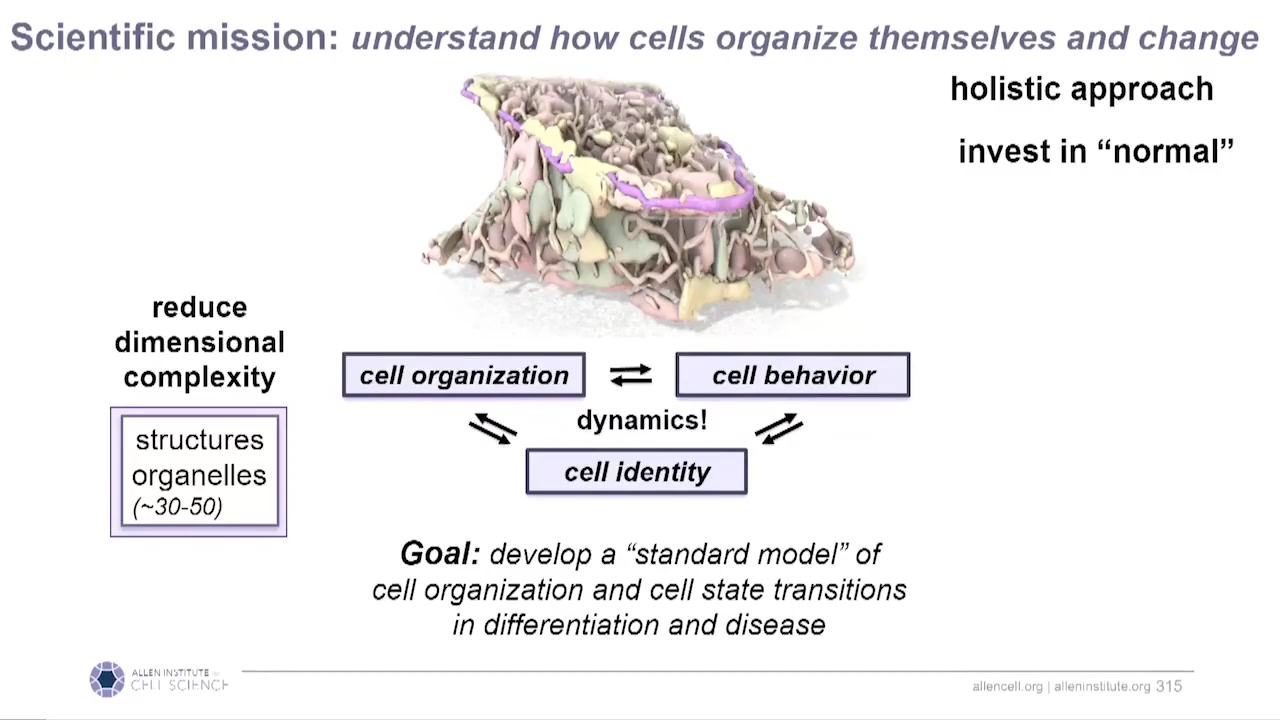 Scientific mission: understand how cells organize themselves and change
holistic approach
invest in “normal”
reduce
dimensional
complexity
structures
organelles
(~30-50)
cell organization
cell behavior
dynamics!
cell identity
Goal: develop a “standard model” of
cell organization and cell state transitions
in differentiation and disease
ALLEN INSTITUTE for
CELL SCIENCE
allencell.org | alleninstitute.org 315